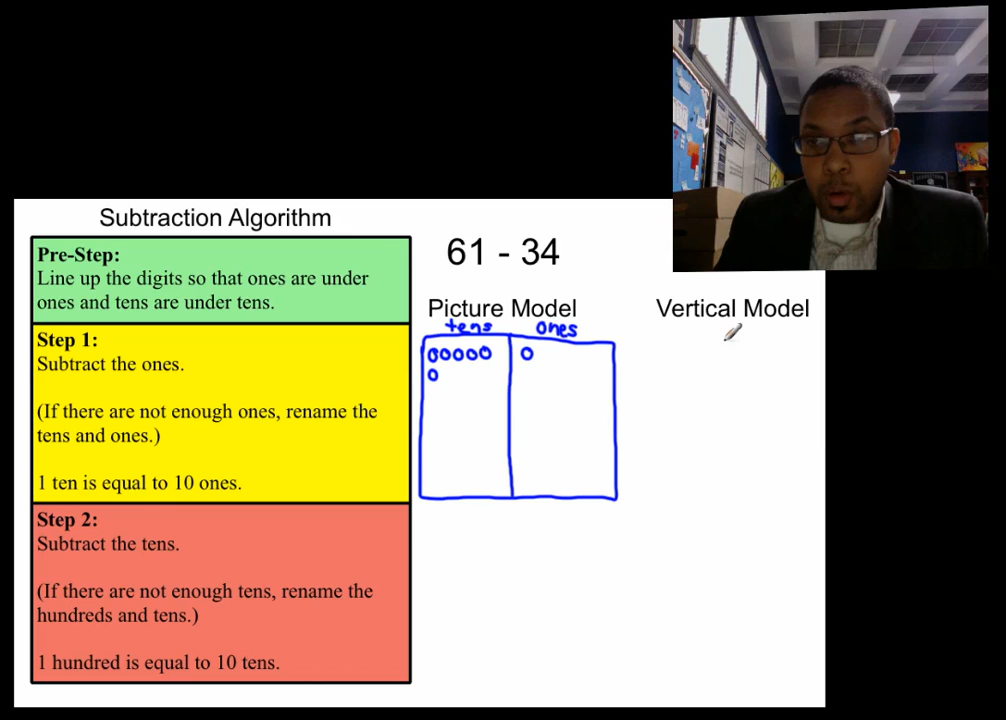 Subtraction Algorithm
Pre-Step:
Line up the digits so that ones are under
ones and tens are under tens.
Step 1:
Subtract the ones.
(If there are not enough ones, rename the
tens and ones.)
1 ten is equal to 10 ones.
Step 2:
Subtract the tens.
(If there are not enough tens, rename the
hundreds and tens.)
1 hundred is equal to 10 tens.
61 - 34
Picture Model
tens ones
Vertical Model